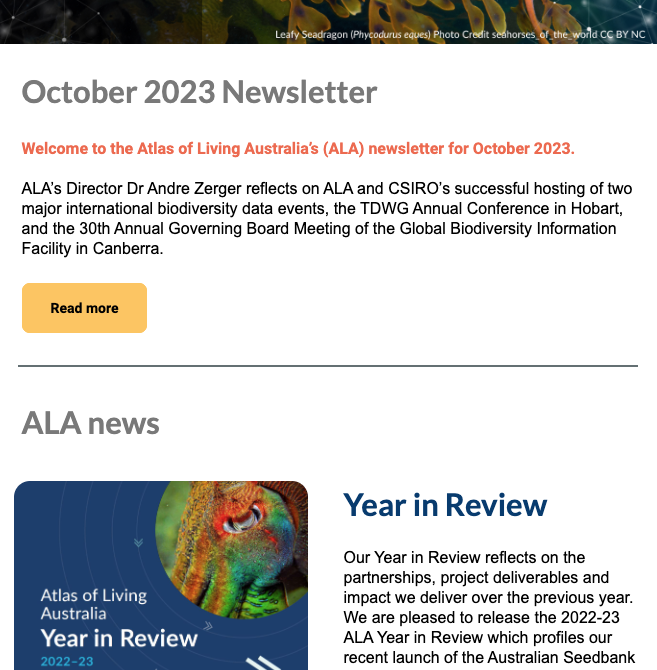 Leafy Seadragon (Phycodurus eques) Photo Credit seahorses_of_the_world CC BY NC
October 2023 Newsletter
Welcome to the Atlas of Living Australia’s (ALA) newsletter for October 2023.
ALA’s Director Dr Andre Zerger reflects on ALA and CSIRO’s successful hosting of two
major international biodiversity data events, the TDWG Annual Conference in Hobart,
and the 30th Annual Governing Board Meeting of the Global Biodiversity Information
Facility in Canberra.
Read more
ALA news
Atlas of Living
Australia
Year in Review
2022–23
Year in Review
Our Year in Review reflects on the
partnerships, project deliverables and
impact we deliver over the previous year.
We are pleased to release the 2022-23
ALA Year in Review which profiles our
recent launch of the Australian Seedbank